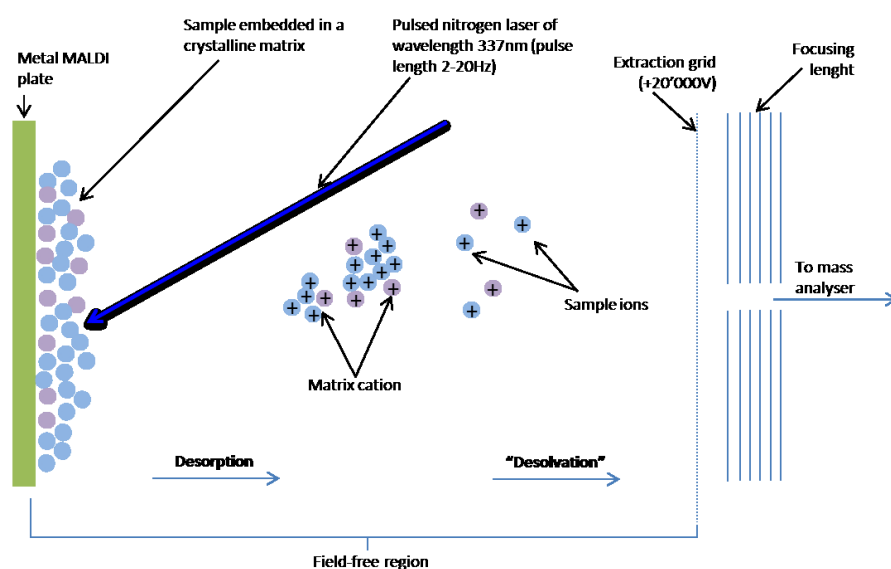 Sample embedded in a
crystalline matrix
Pulsed nitrogen laser of
wavelength 337nm (pulse
length 2-20Hz)
Metal MALDI
plate
Extraction grid
(+20'000V)
Focusing
lenght
To mass
analyser
Sample ions
Matrix cation
Desorption
"Desolvation"
Field-free region